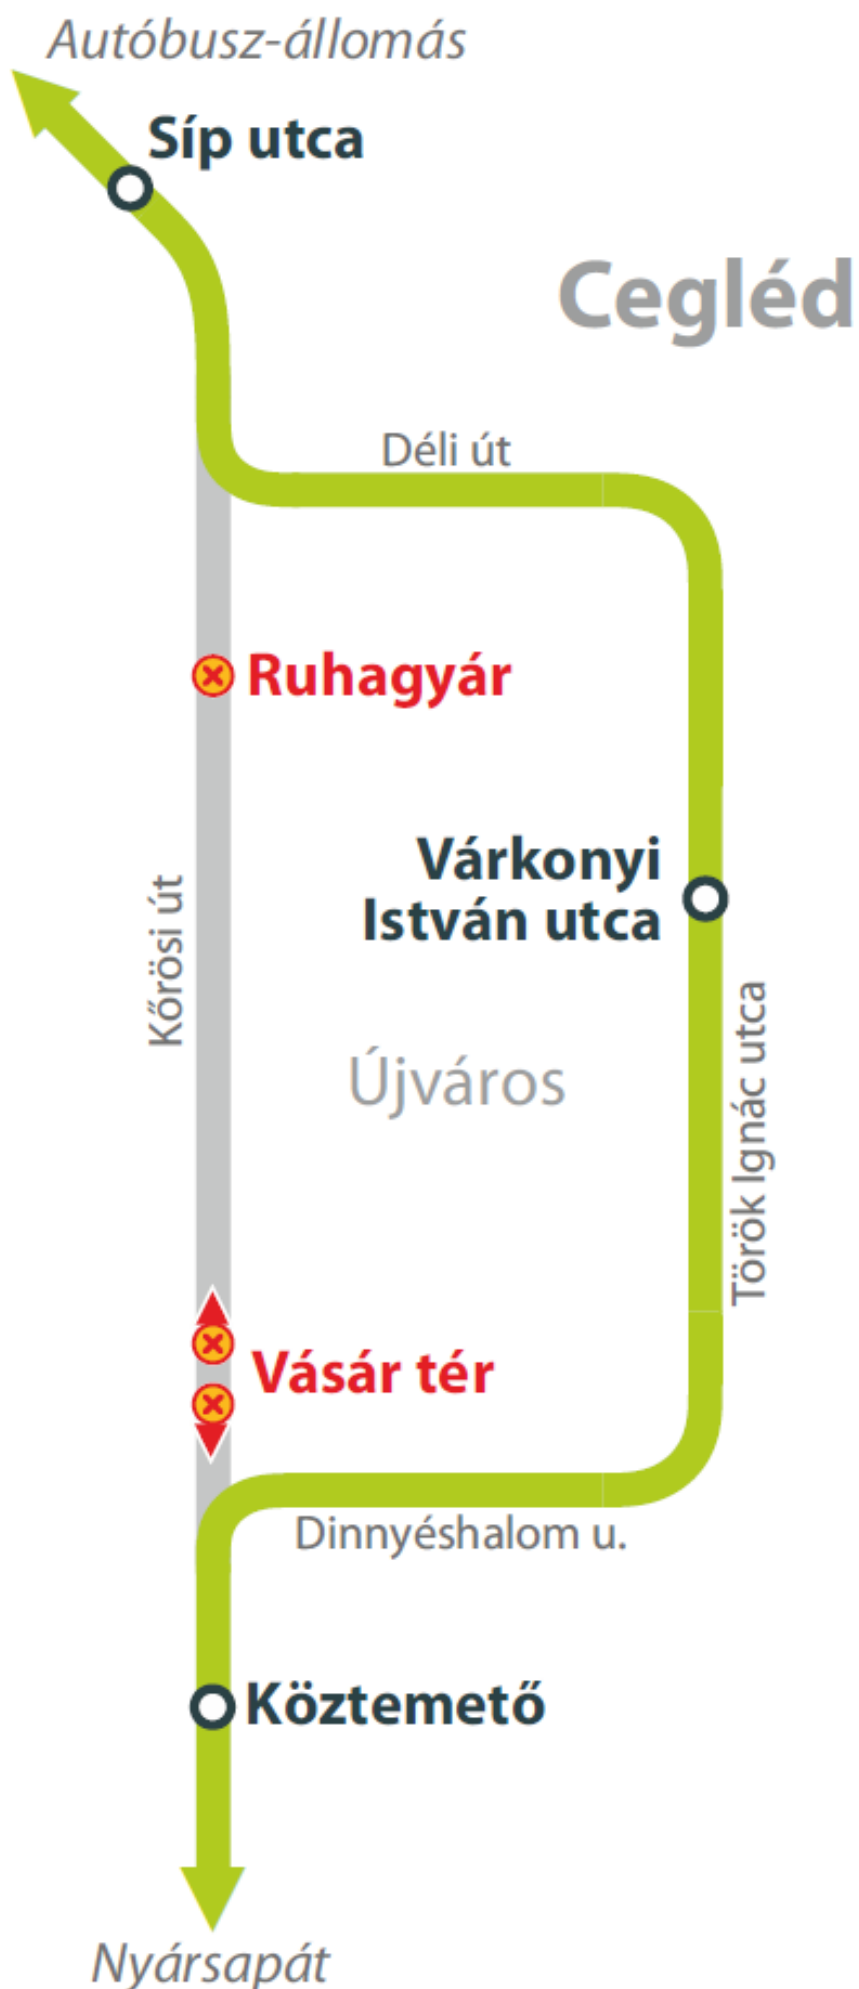 Autóbusz-állomás
Síp utca
Cegléd
Déli út
Ruhagyár
Várkonyi
István utca
Kőrösi út
Újváros
Török Ignác utca
Vásár tér
Dinnyéshalom u.
Köztemető
Nyársapát